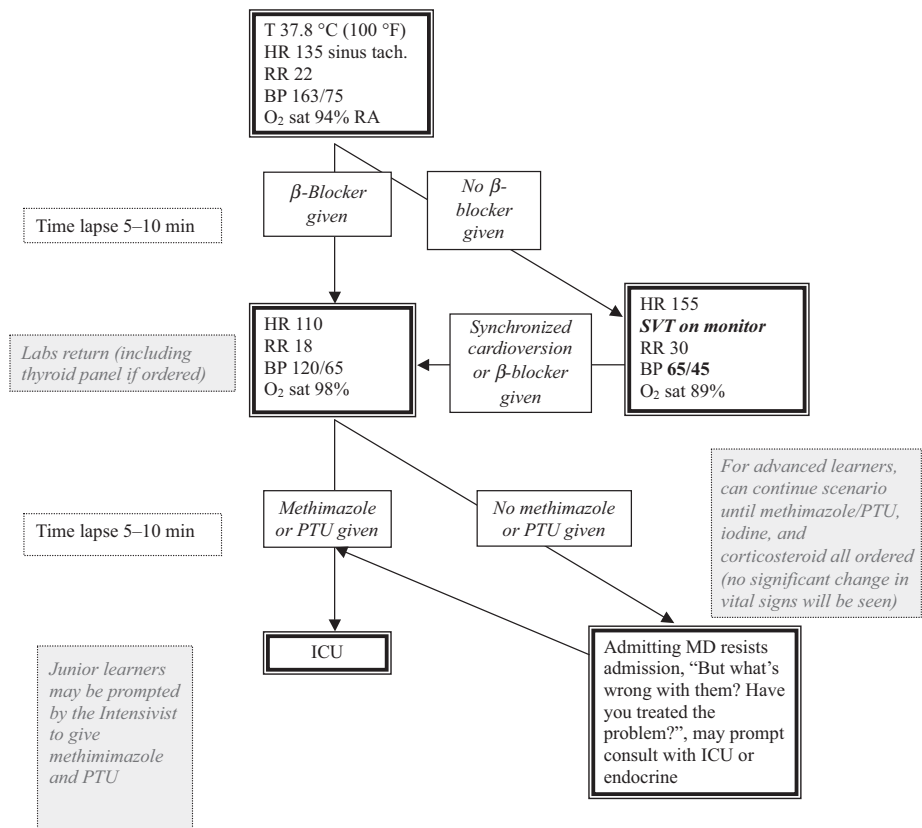 T 37.8 °C (100 °F)
HR 135 sinus tach.
RR 22
BP 163/75
O₂ sat 94% RA
β-Blocker
given
No β-
blocker
given
Time lapse 5–10 min
HR 110
RR 18
BP 120/65
O₂ sat 98%
Synchronized
cardioversion
or β-blocker
given
HR 155
SVT on monitor
RR 30
BP 65/45
O₂ sat 89%
Labs return (including
thyroid panel if ordered)
Methimazole
or PTU given
No methimazole
or PTU given
For advanced learners,
can continue scenario
until methimazole/PTU,
iodine, and
corticosteroid all ordered
(no significant change in
vital signs will be seen)
Time lapse 5–10 min
ICU
Admitting MD resists
admission, “But what’s
wrong with them? Have
you treated the
problem?”, may prompt
consult with ICU or
endocrine
Junior learners
may be prompted
by the Intensivist
to give
methimimazole
and PTU